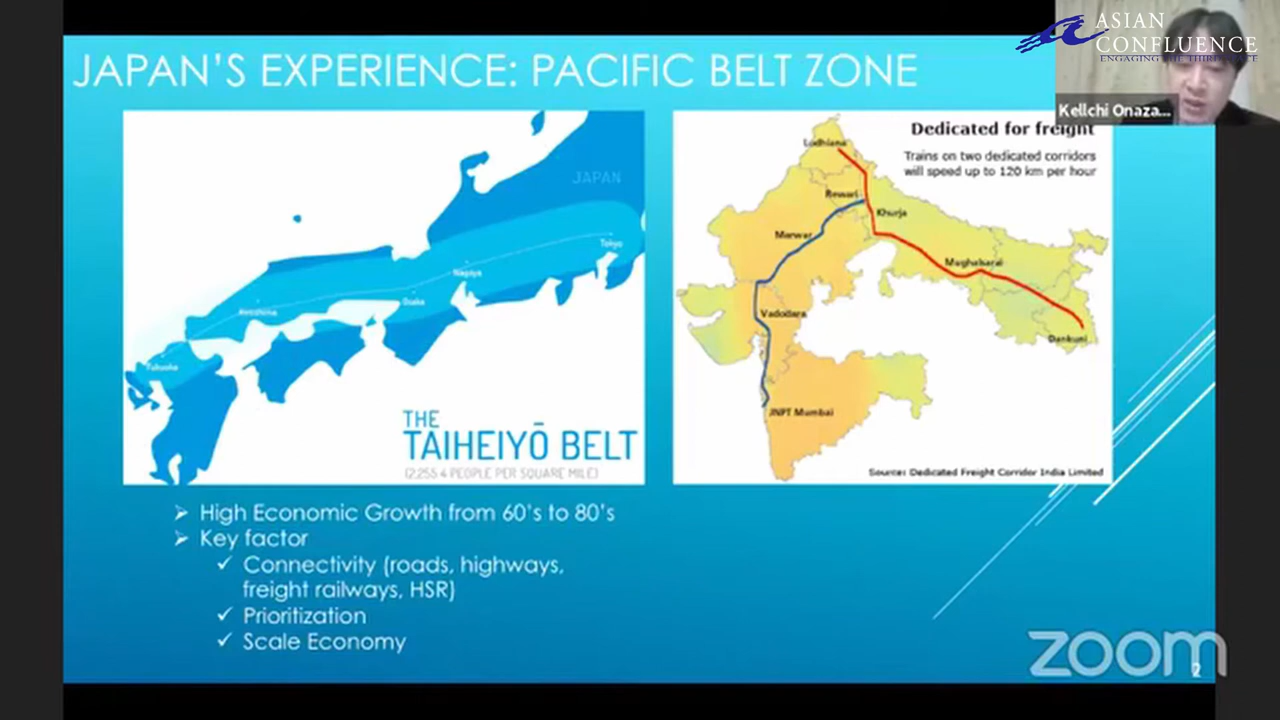 JAPAN'S EXPERIENCE: PACIFIC BELT ZONE
ASIAN
CONFLUENCE
ENGAGING THE THIRD SPACE
Kellchi Onaza...
JAPAN
Tokyo
Nagoya
Osaka
Hiroshima
Fukuoka
THE
TAIHEIYŌ BELT
(2,255.4 PEOPLE PER SQUARE MILE)
Dedicated for freight
Trains on two dedicated corridors
will speed up to 120 km per hour
Ludhiana
Rewari
Khurja
Marwar
Mughalsarai
Vadodara
Dankuni
JNPT Mumbai
Source: Dedicated Freight Corridor India Limited
➢ High Economic Growth from 60's to 80's
➢ Key factor
✓ Connectivity (roads, highways,
freight railways, HSR)
✓ Prioritization
✓ Scale Economy
zoom
2